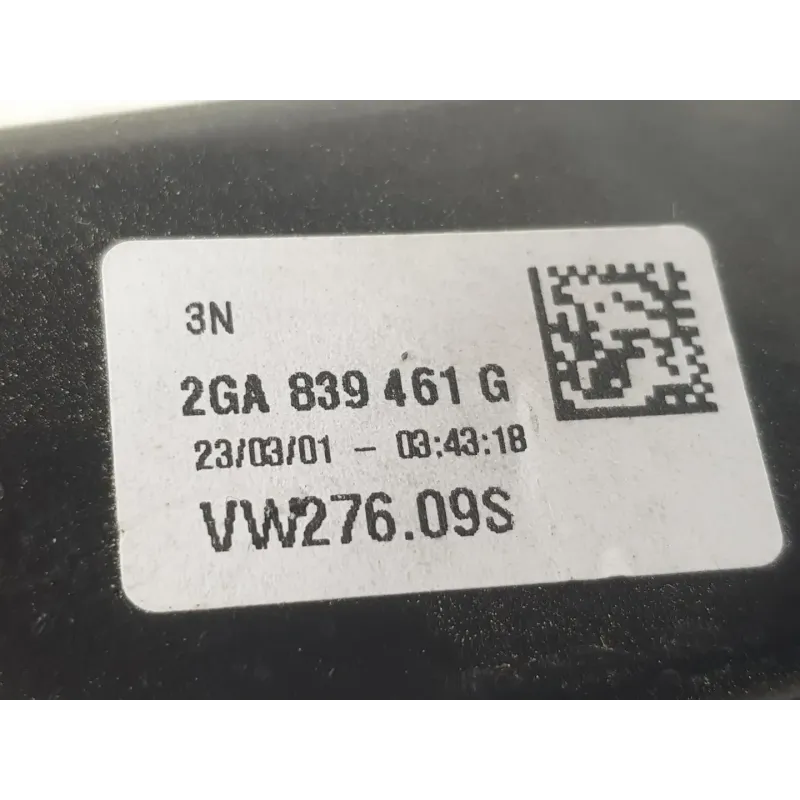 3N
2GA 839 461 G
23/03/01 - 03:43:18
VW276.09S